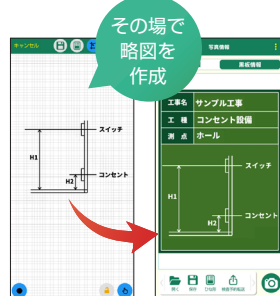 その場で
略図を
作成
キャンセル
写真情報
黒板情報
工事名 サンプル工事
工種 コンセント設備
測点 ホール
スイッチ
H1
コンセント
H2
スイッチ
H1
コンセント
H2
開く
保存